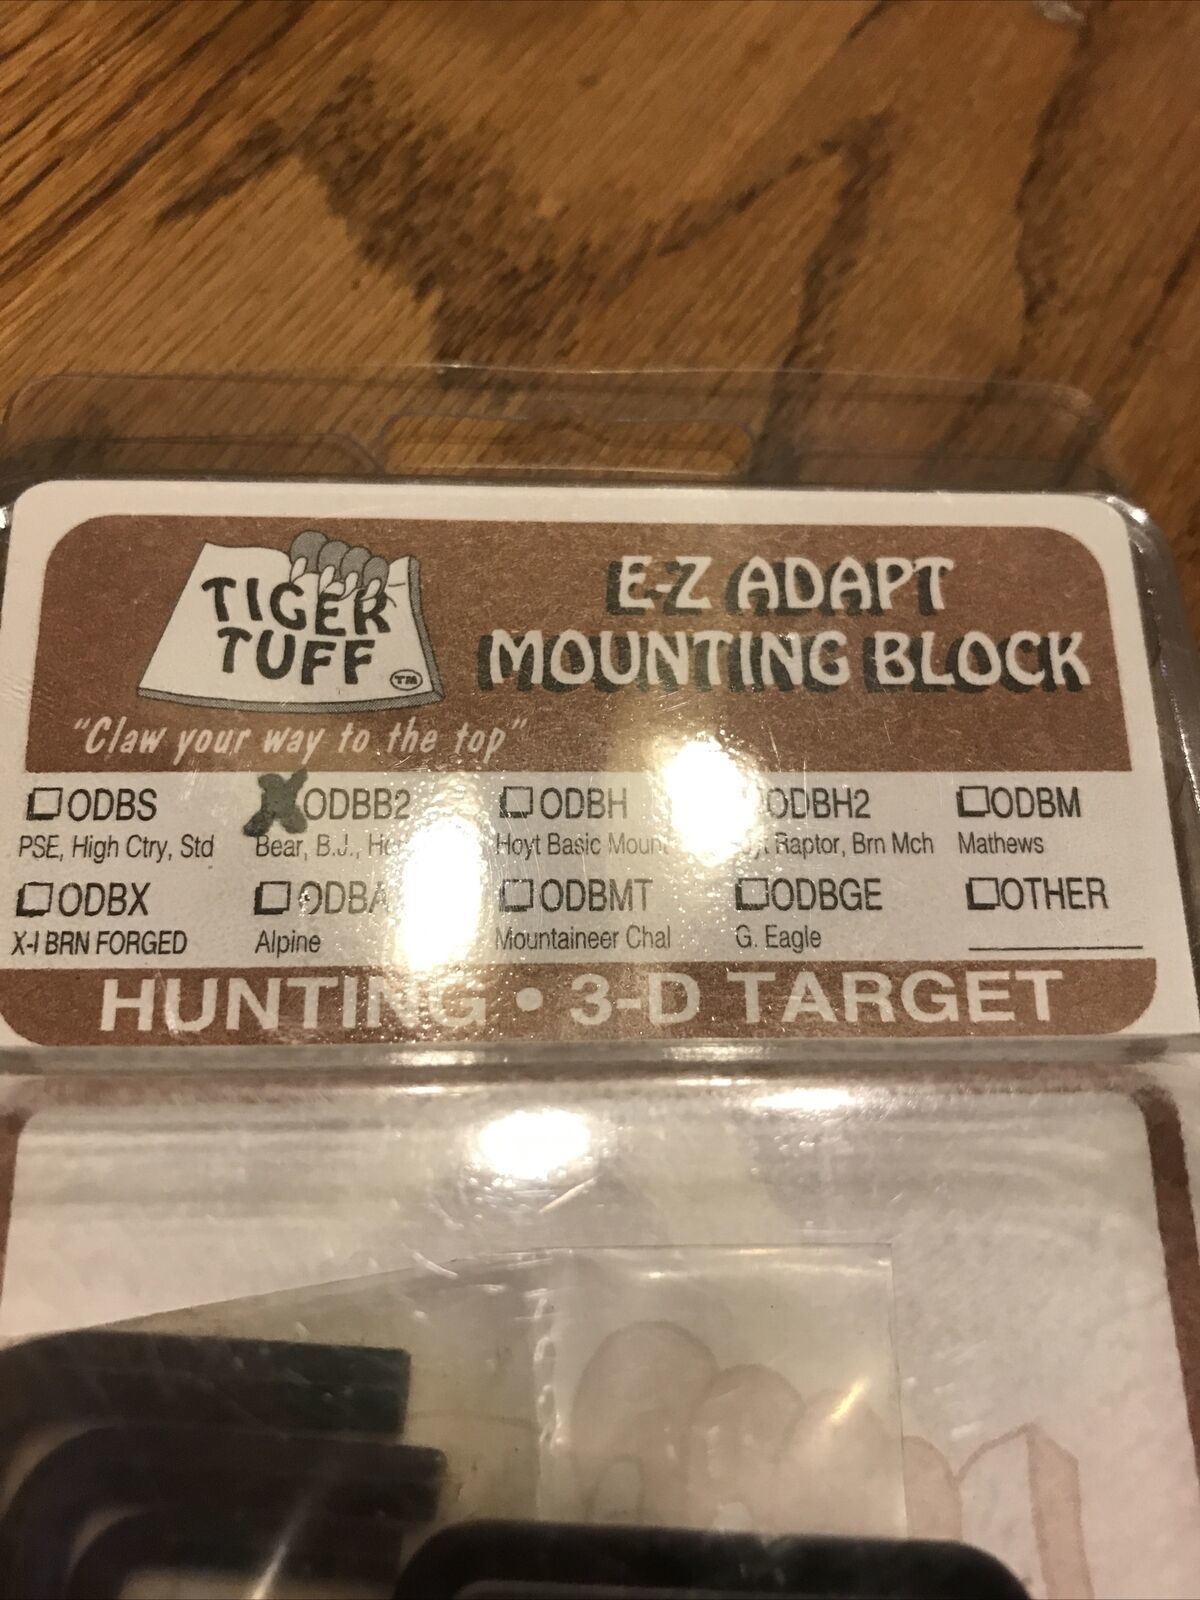 TIGER
TUFF
TM
E-Z ADAPT
MOUNTING BLOCK
"Claw your way to the top"
ODBS
ODBB2
ODBH
ODBH2
ODBM
PSE, High Ctry, Std
Bear, B.J.,
Hoyt Basic
Raptor, Brn Mch
Mathews
ODBX
ODBA
ODBMT
ODBGE
OTHER
X-I BRN FORGED
Alpine
Mountaineer Chal
G. Eagle
HUNTING • 3-D TARGET